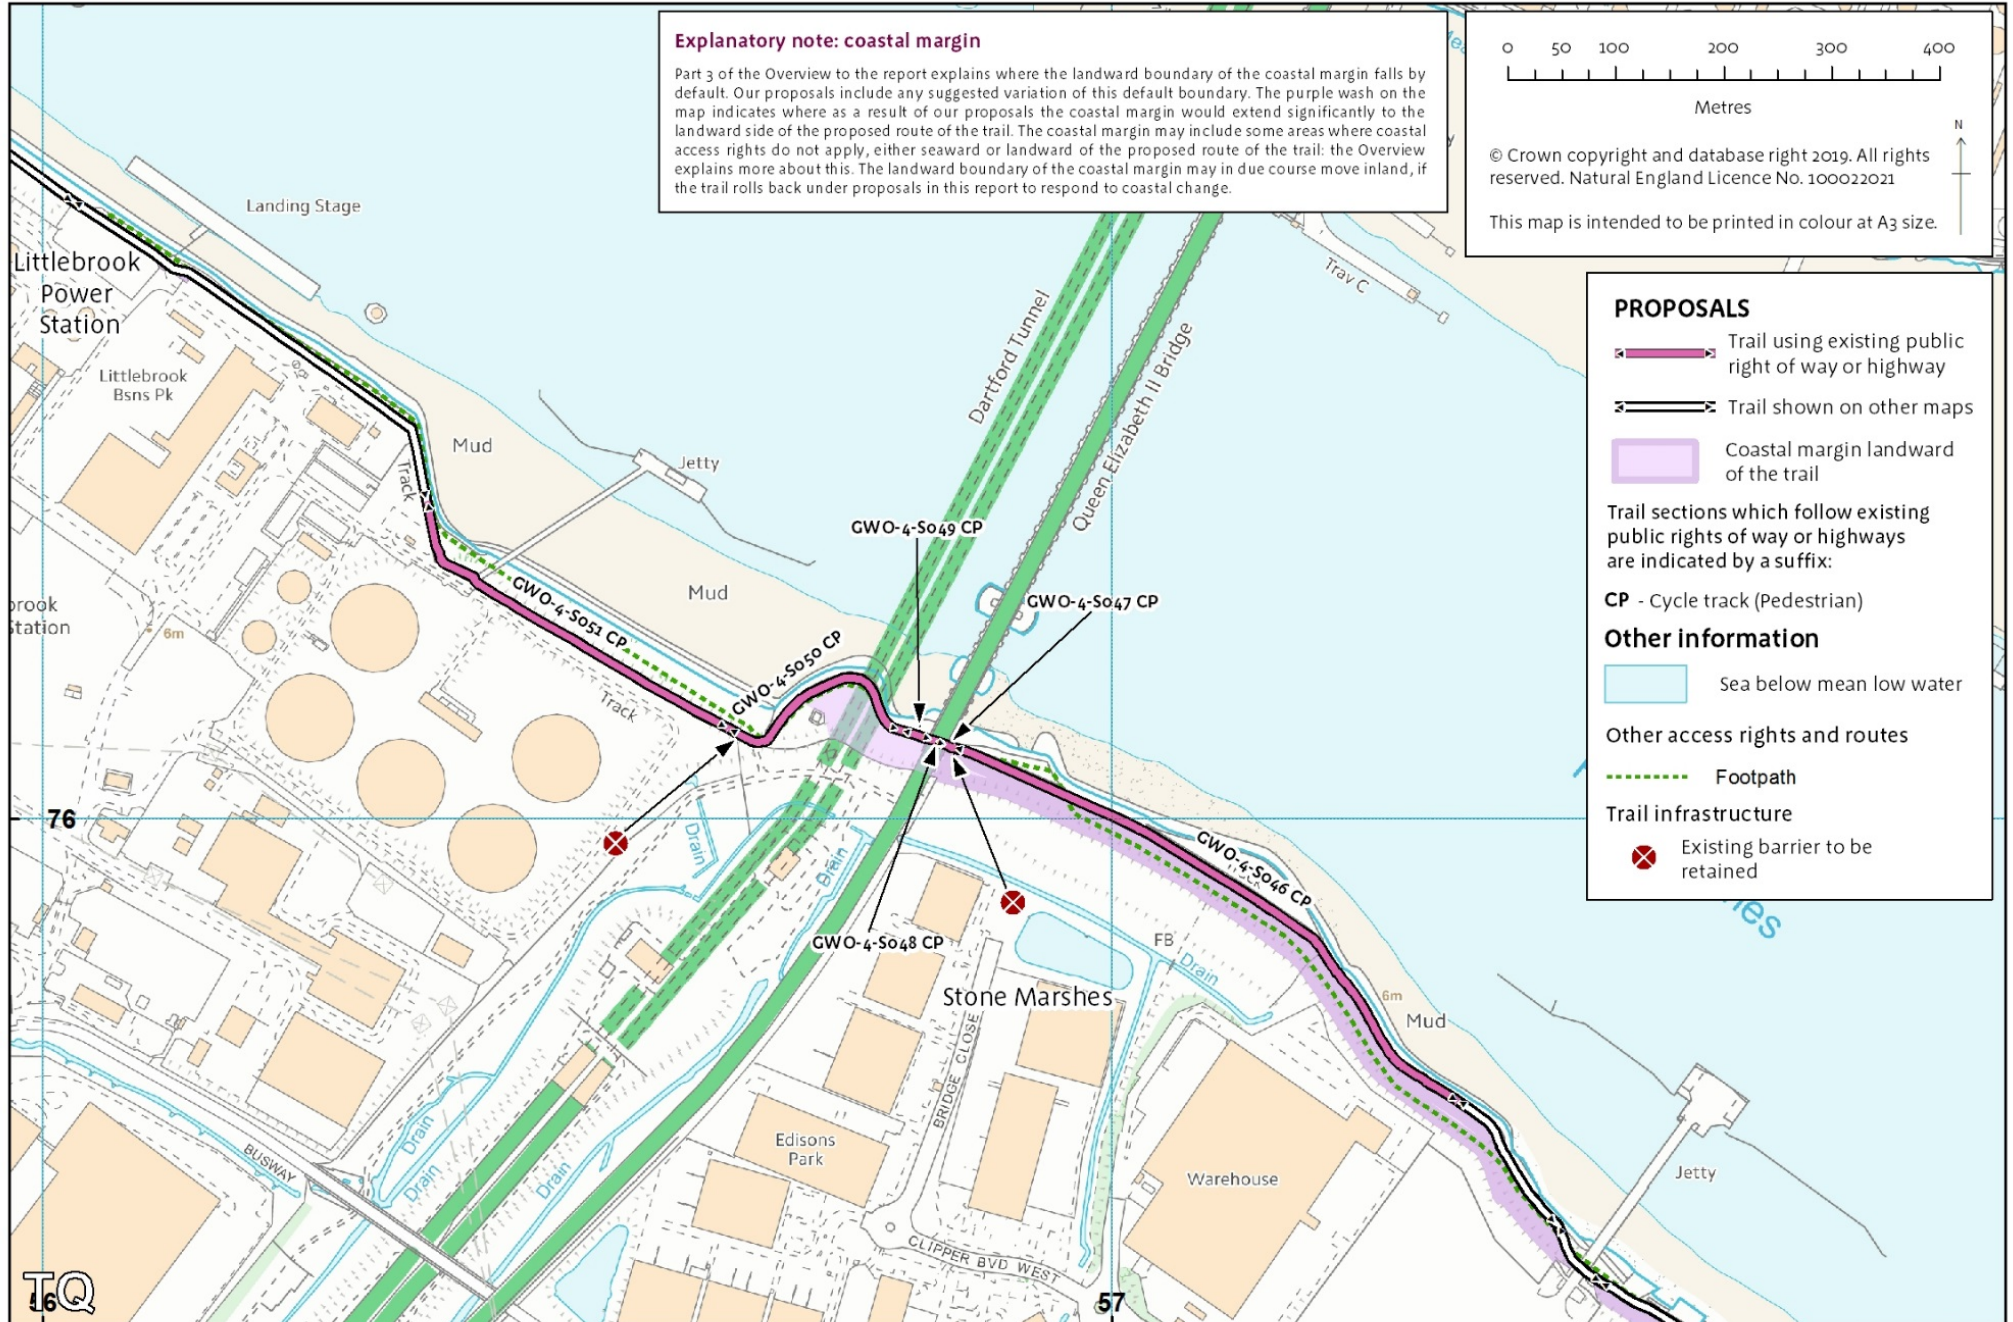 Explanatory note: coastal margin
Part 3 of the Overview to the report explains where the landward boundary of the coastal margin falls by
default. Our proposals include any suggested variation of this default boundary. The purple wash on the
map indicates where as a result of our proposals the coastal margin would extend significantly to the
landward side of the proposed route of the trail. The coastal margin may include some areas where coastal
access rights do not apply, either seaward or landward of the proposed route of the trail: the Overview
explains more about this. The landward boundary of the coastal margin may in due course move inland, if
the trail rolls back under proposals in this report to respond to coastal change.
0 50 100 200 300 400
Metres
N
© Crown copyright and database right 2019. All rights
reserved. Natural England Licence No. 100022021
This map is intended to be printed in colour at A3 size.
PROPOSALS
Trail using existing public
right of way or highway
Trail shown on other maps
Coastal margin landward
of the trail
Trail sections which follow existing
public rights of way or highways
are indicated by a suffix:
CP - Cycle track (Pedestrian)
Other information
Sea below mean low water
Other access rights and routes
Footpath
Trail infrastructure
Existing barrier to be
retained
Landing Stage
Littlebrook
Power
Station
Littlebrook
Bsns Pk
Track
Mud
Jetty
Dartford Tunnel
Queen Elizabeth II Bridge
Trav C
GWO-4-S049 CP
GWO-4-S047 CP
Mud
GWO-4-S051 CP
GWO-4-S050 CP
brook
Station
6m
Track
76
Drain
Drain
GWO-4-S046 CP
GWO-4-S048 CP
FB
Drain
Stone Marshes
6m
Mud
BRIDGE CLOSE
Jetty
Drain
Drain
Drain
BUSWAY
Edisons
Park
Warehouse
CLIPPER BVD WEST
TQ
56
57